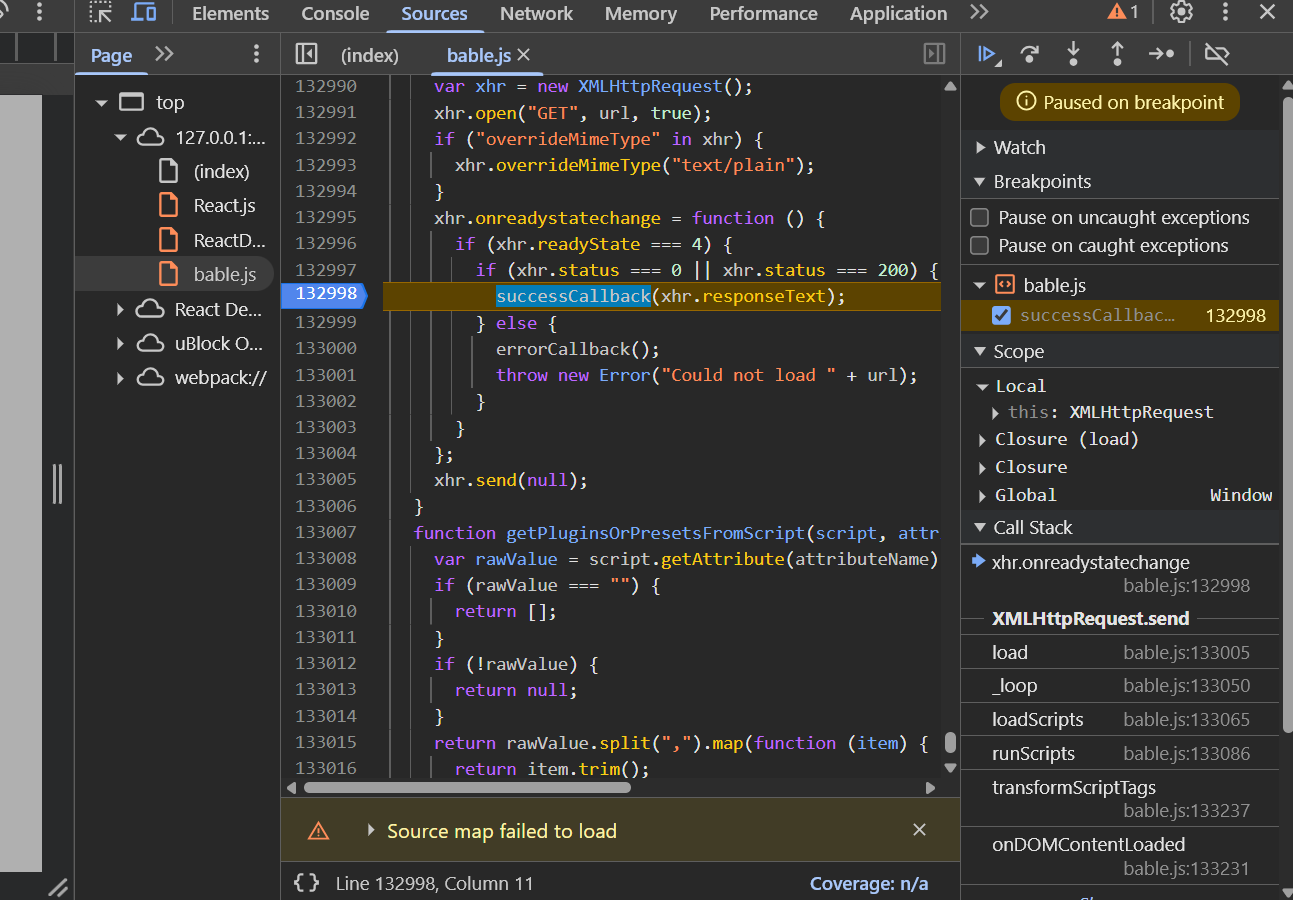 Elements Console Sources Network Memory Performance Application 1
Page
(index) bable.js
top
127.0.0.1:...
(index)
React.js
ReactD...
bable.js
React De...
uBlock O...
webpack://
132990 var xhr = new XMLHttpRequest();
132991 xhr.open("GET", url, true);
132992 if ("overrideMimeType" in xhr) {
132993 xhr.overrideMimeType("text/plain");
132994 }
132995 xhr.onreadystatechange = function () {
132996 if (xhr.readyState === 4) {
132997 if (xhr.status === 0 || xhr.status === 200) {
132998 successCallback(xhr.responseText);
132999 } else {
133000 errorCallback();
133001 throw new Error("Could not load " + url);
133002 }
133003 }
133004 };
133005 xhr.send(null);
133006 }
133007 function getPluginsOrPresetsFromScript(script, attr
133008 var rawValue = script.getAttribute(attributeName)
133009 if (rawValue === "") {
133010 return [];
133011 }
133012 if (!rawValue) {
133013 return null;
133014 }
133015 return rawValue.split(",").map(function (item) {
133016 return item.trim();
Source map failed to load
{} Line 132998, Column 11 Coverage: n/a
Paused on breakpoint
Watch
Breakpoints
Pause on uncaught exceptions
Pause on caught exceptions
bable.js
successCallbac... 132998
Scope
Local
this: XMLHttpRequest
Closure (load)
Closure
Global Window
Call Stack
xhr.onreadystatechange
bable.js:132998
XMLHttpRequest.send
load bable.js:133005
_loop bable.js:133050
loadScripts bable.js:133065
runScripts bable.js:133086
transformScriptTags
bable.js:133237
onDOMContentLoaded
bable.js:133231